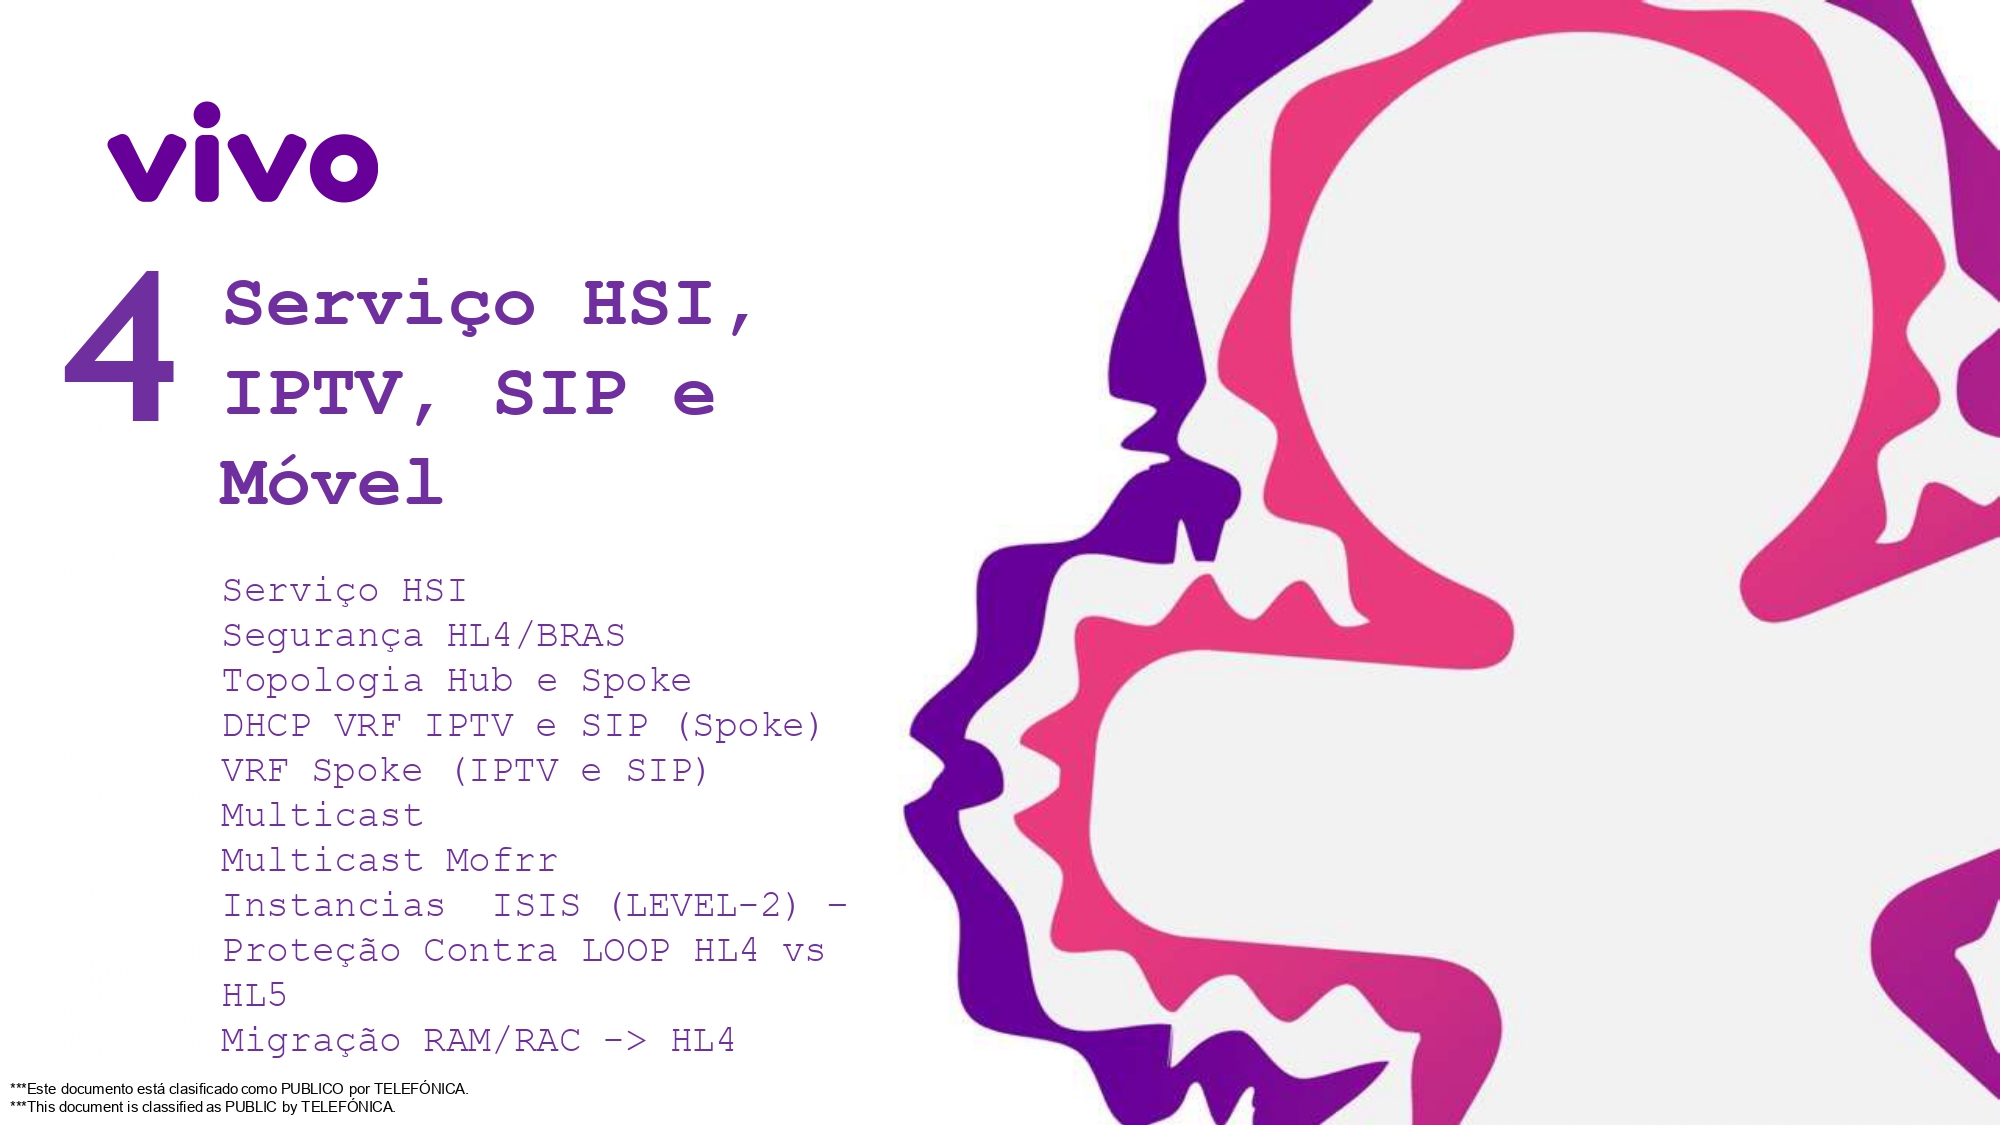 vivo
4
Serviço HSI,
IPTV, SIP e
Móvel
Serviço HSI
Segurança HL4/BRAS
Topologia Hub e Spoke
DHCP VRF IPTV e SIP (Spoke)
VRF Spoke (IPTV e SIP)
Multicast
Multicast Mofrr
Instancias  ISIS (LEVEL-2) –
Proteção Contra LOOP HL4 vs
HL5
Migração RAM/RAC -> HL4
***Este documento está clasificado como PUBLICO por TELEFÓNICA.
***This document is classified as PUBLIC by TELEFÓNICA.